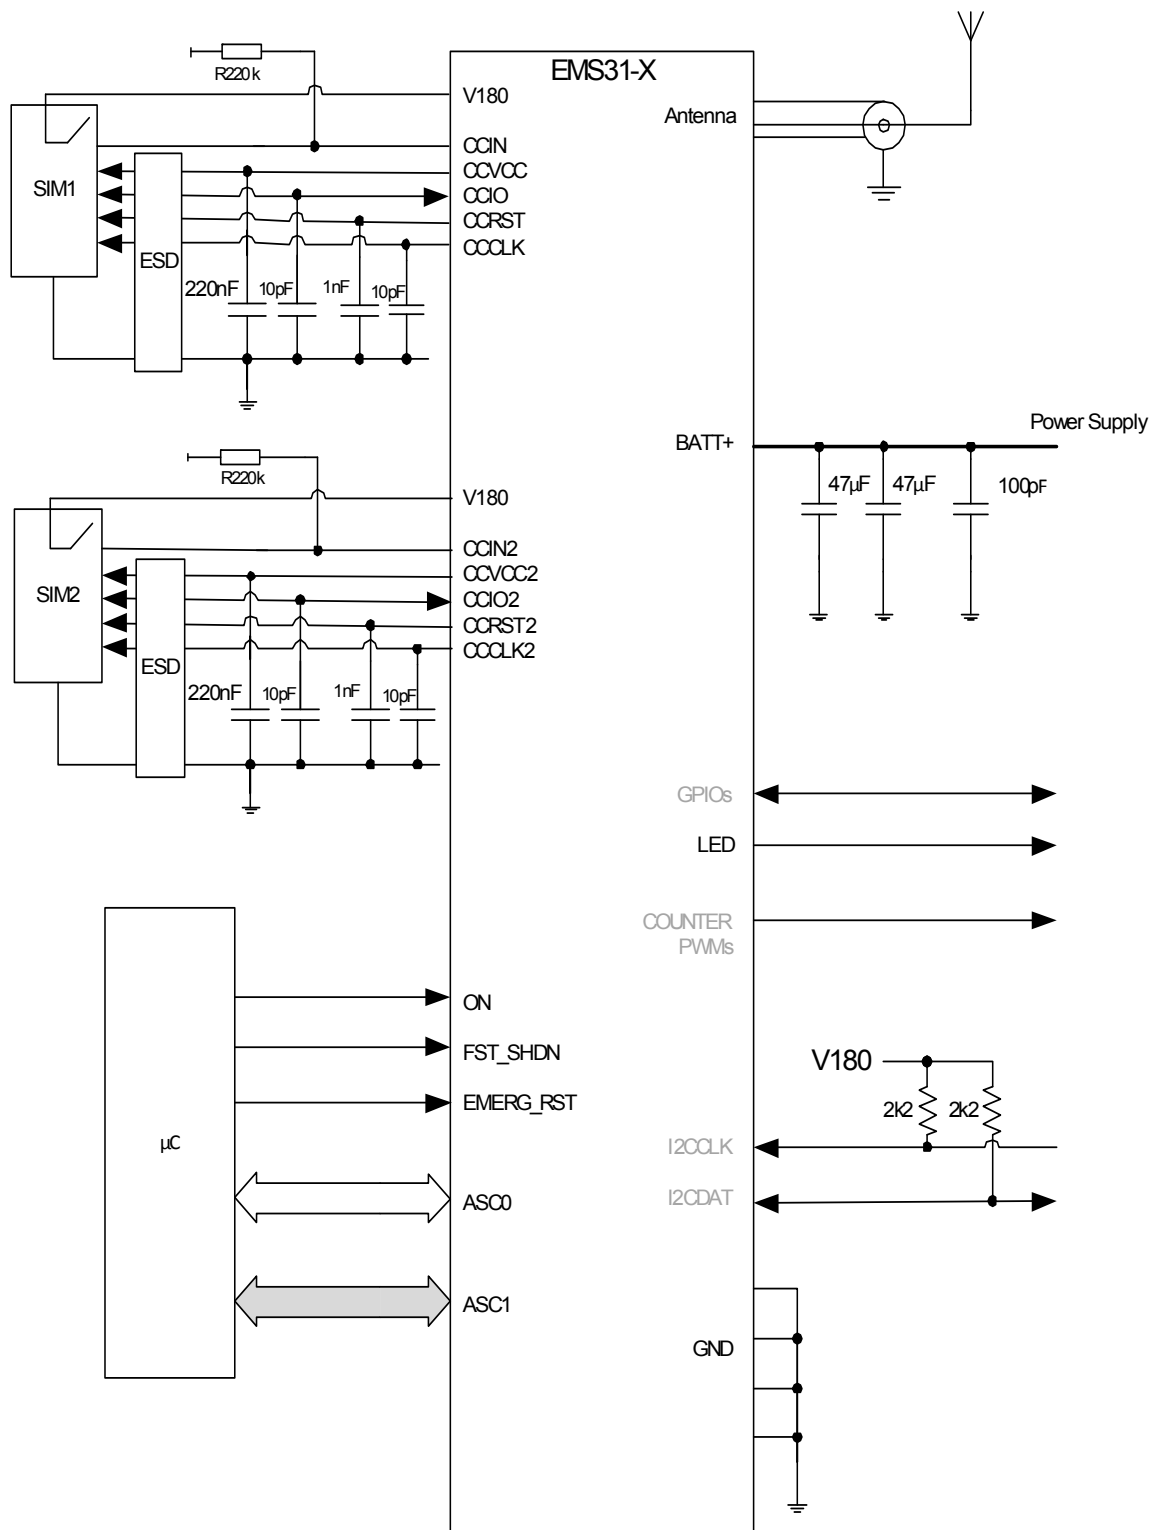 EMS31-X
R220k
V180
Antenna
CCIN
CCVCC
SIM1
CCIO
CCRST
CCCLK
ESD
220nF
10pF
1nF
10pF
Power Supply
BATT+
R220k
47µF
47µF
100pF
V180
CCIN2
CCVCC2
SIM2
CCIO2
CCRST2
CCCLK2
ESD
220nF
10pF
1nF
10pF
GPIOs
LED
COUNTER
PWMs
ON
FST_SHDN
V180
EMERG_RST
2k2
2k2
µC
I2CCLK
I2CDAT
ASC0
ASC1
GND